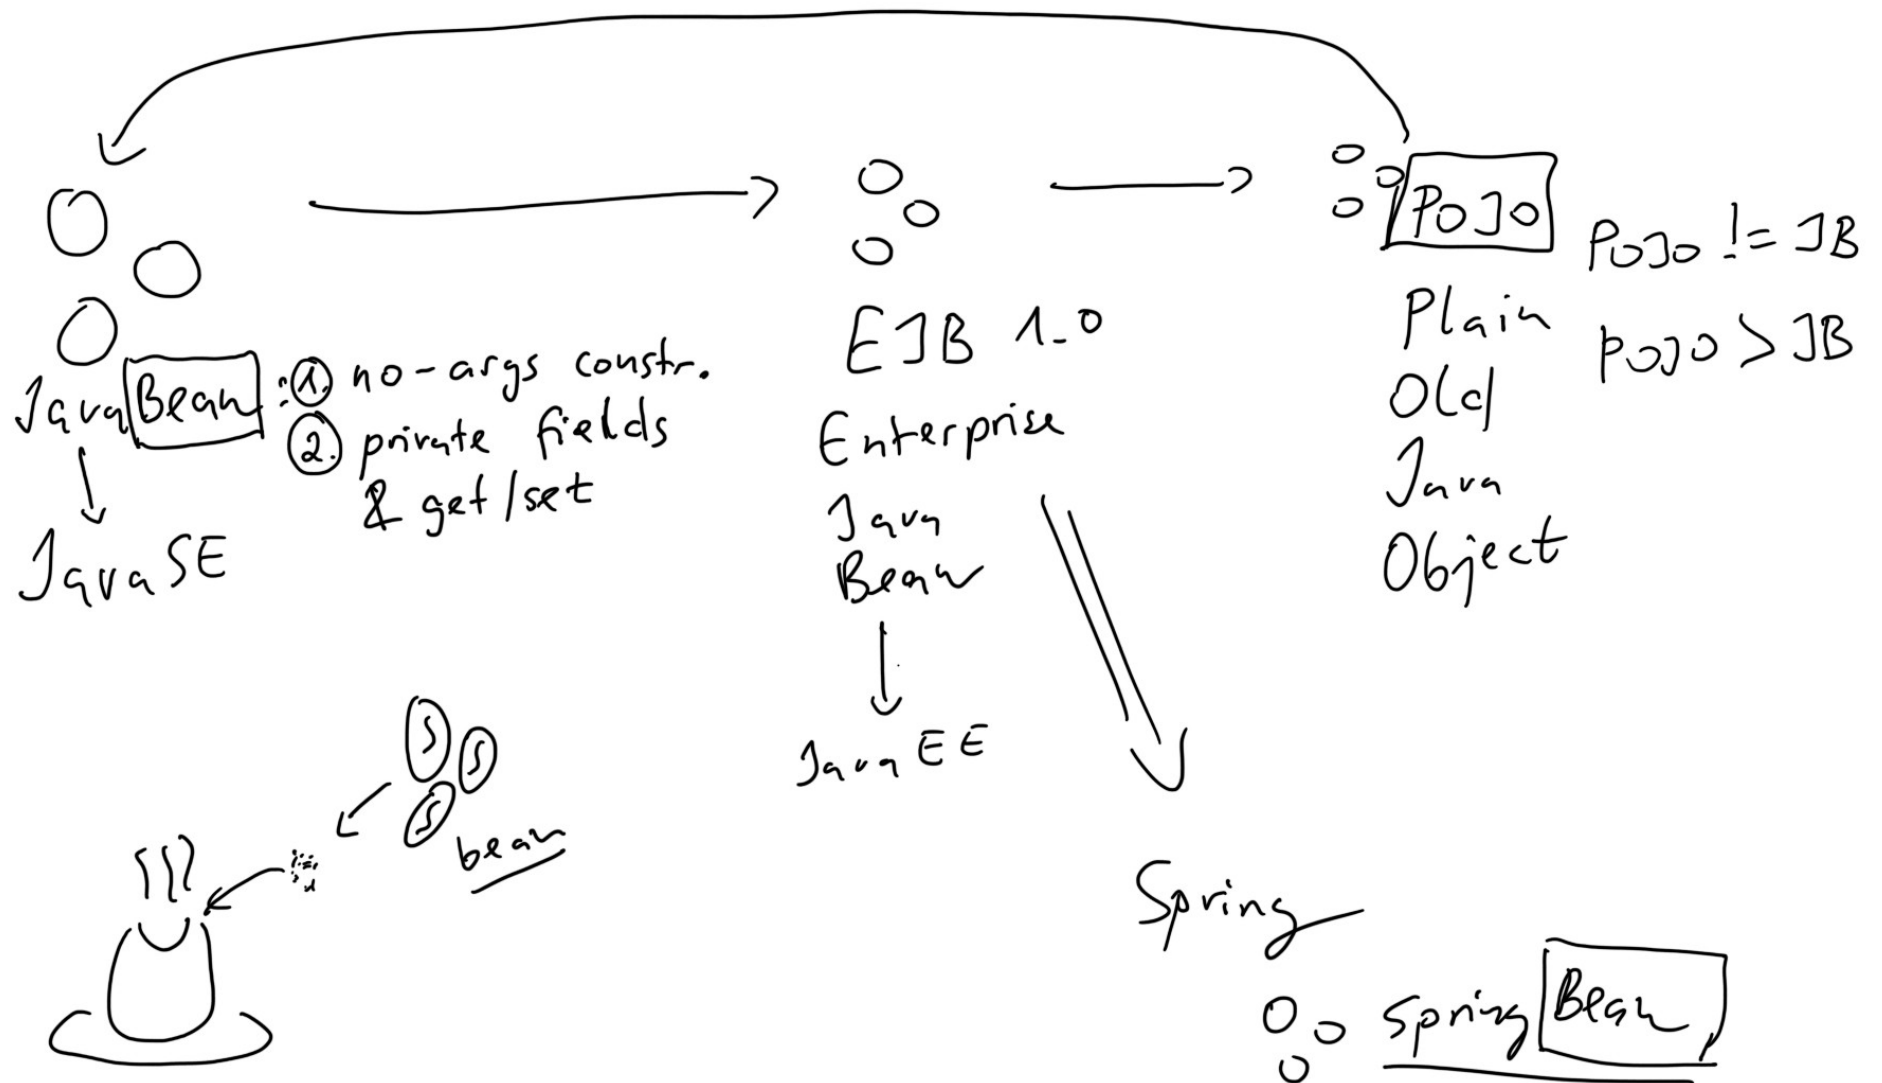 JavaBean : 1. no-args constr.
2. private fields
& get/set
JavaSE
EJB 1.0
Enterprise
Java
Bean
JavaEE
POJO
Plain
Old
Java
Object
POJO != JB
POJO > JB
S
S
S
bean
Spring
Spring Bean